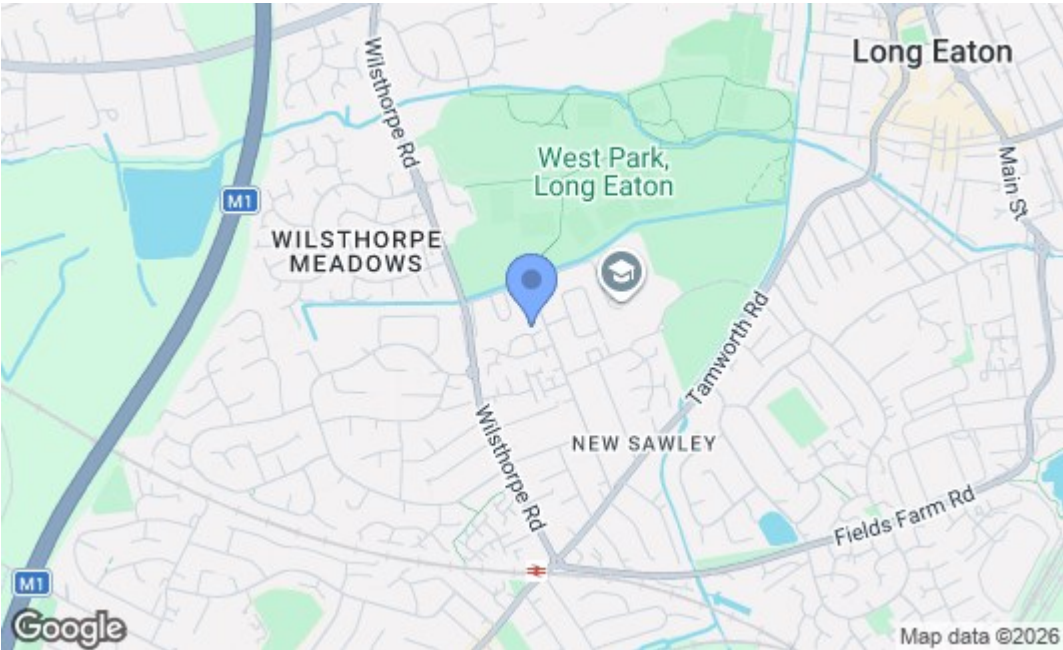 Long Eaton
Wilsthorpe Rd
West Park,
Long Eaton
Main St
M1
WILSTHORPE
MEADOWS
Tamworth Rd
Wilsthorpe Rd
NEW SAWLEY
Fields Farm Rd
M1
Google
Map data ©2026